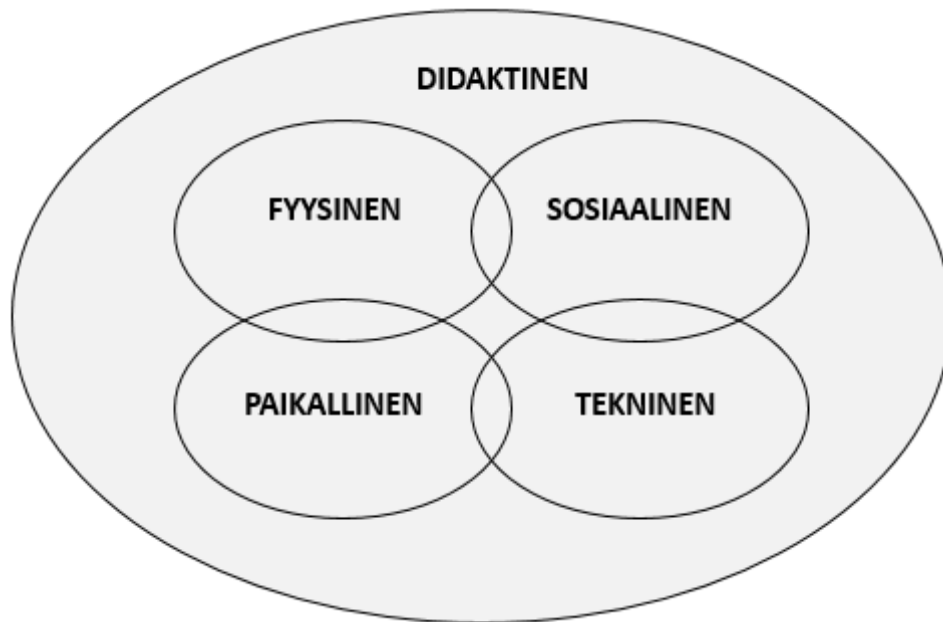 DIDAKTINEN
FYYSINEN
SOSIAALINEN
PAIKALLINEN
TEKNINEN